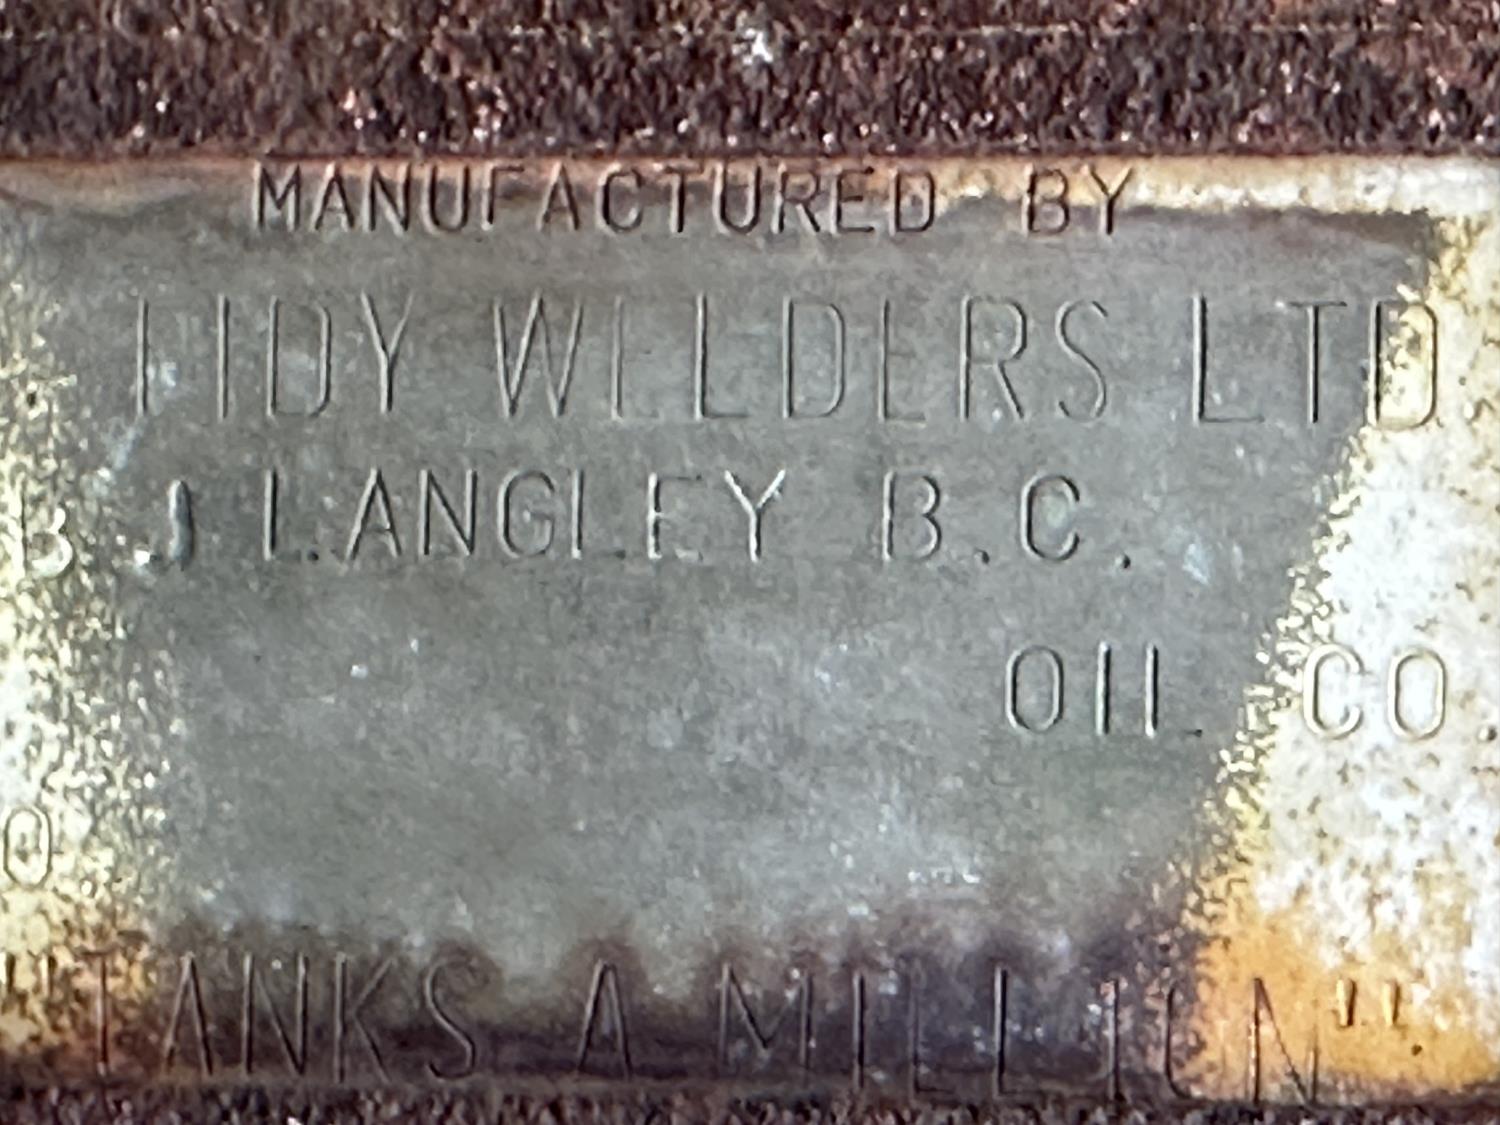 MANUFACTURED BY
TIDY WELDERS LTD
B J LANGLEY B.C.
OIL CO.
O
"TANKS A MILLION"